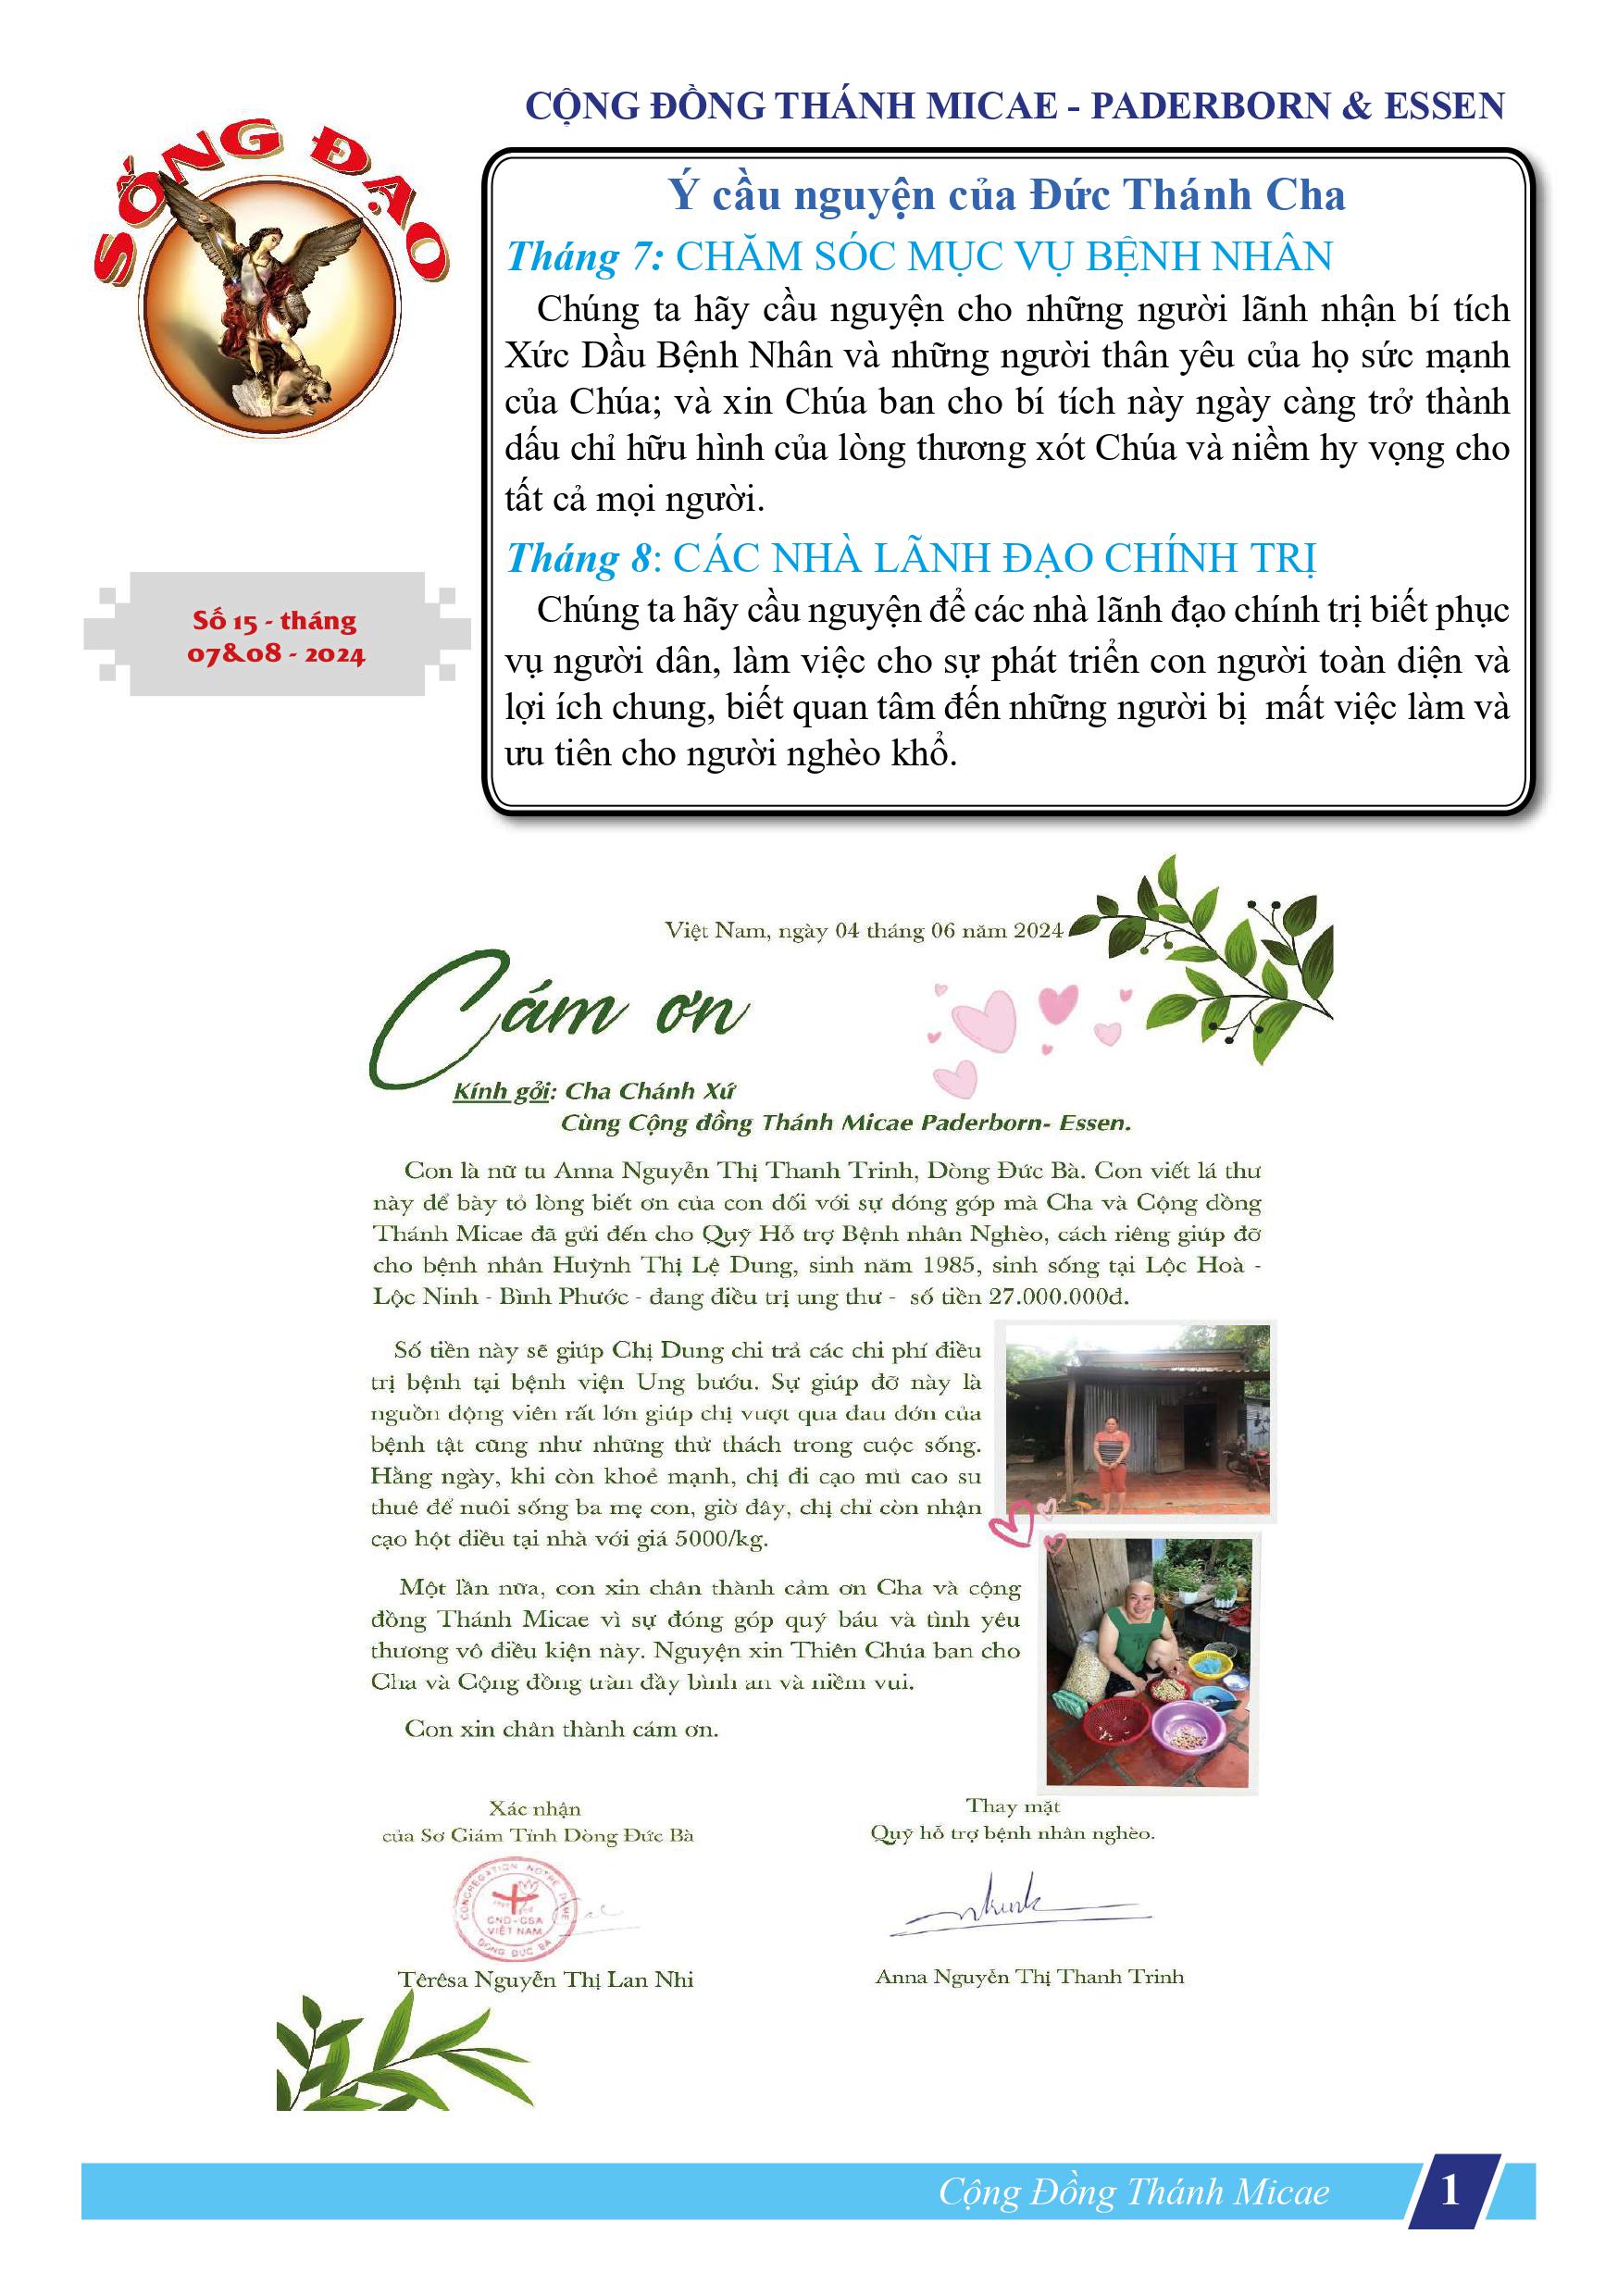 CỘNG ĐỒNG THÁNH MICAE - PADERBORN & ESSEN
SỐNG ĐẠO
Số 15 - tháng
07&08 - 2024
Ý cầu nguyện của Đức Thánh Cha
Tháng 7: CHĂM SÓC MỤC VỤ BỆNH NHÂN
Chúng ta hãy cầu nguyện cho những người lãnh nhận bí tích
Xức Dầu Bệnh Nhân và những người thân yêu của họ sức mạnh
của Chúa; và xin Chúa ban cho bí tích này ngày càng trở thành
dấu chỉ hữu hình của lòng thương xót Chúa và niềm hy vọng cho
tất cả mọi người.
Tháng 8: CÁC NHÀ LÃNH ĐẠO CHÍNH TRỊ
Chúng ta hãy cầu nguyện để các nhà lãnh đạo chính trị biết phục
vụ người dân, làm việc cho sự phát triển con người toàn diện và
lợi ích chung, biết quan tâm đến những người bị mất việc làm và
ưu tiên cho người nghèo khổ.
Việt Nam, ngày 04 tháng 06 năm 2024
Cám ơn
Kính gởi: Cha Chánh Xứ
Cùng Cộng đồng Thánh Micae Paderborn- Essen.
Con là nữ tu Anna Nguyễn Thị Thanh Trinh, Dòng Đức Bà. Con viết lá thư
này để bày tỏ lòng biết ơn của con đối với sự đóng góp mà Cha và Cộng đồng
Thánh Micae đã gửi đến cho Quỹ Hỗ trợ Bệnh nhân Nghèo, cách riêng giúp đỡ
cho bệnh nhân Huỳnh Thị Lệ Dung, sinh năm 1985, sinh sống tại Lộc Hoà -
Lộc Ninh - Bình Phước - đang điều trị ung thư - số tiền 27.000.000đ.
Số tiền này sẽ giúp Chị Dung chi trả các chi phí điều
trị bệnh tại bệnh viện Ung bướu. Sự giúp đỡ này là
nguồn động viên rất lớn giúp chị vượt qua đau đớn của
bệnh tật cũng như những thử thách trong cuộc sống.
Hằng ngày, khi còn khoẻ mạnh, chị đi cạo mủ cao su
thuê để nuôi sống ba mẹ con, giờ đây, chị chỉ còn nhận
cạo hột điều tại nhà với giá 5000/kg.
Một lần nữa, con xin chân thành cảm ơn Cha và cộng
đồng Thánh Micae vì sự đóng góp quý báu và tình yêu
thương vô điều kiện này. Nguyện xin Thiên Chúa ban cho
Cha và Cộng đồng tràn đầy bình an và niềm vui.
Con xin chân thành cám ơn.
Xác nhận
của Sơ Giám Tỉnh Dòng Đức Bà
CONGREGATION NOTRE DAME
CND-CSA
VIỆT NAM
DÒNG ĐỨC BÀ
Têrêsa Nguyễn Thị Lan Nhi
Thay mặt
Quỹ hỗ trợ bệnh nhân nghèo.
Anna Nguyễn Thị Thanh Trinh
Cộng Đồng Thánh Micae
1